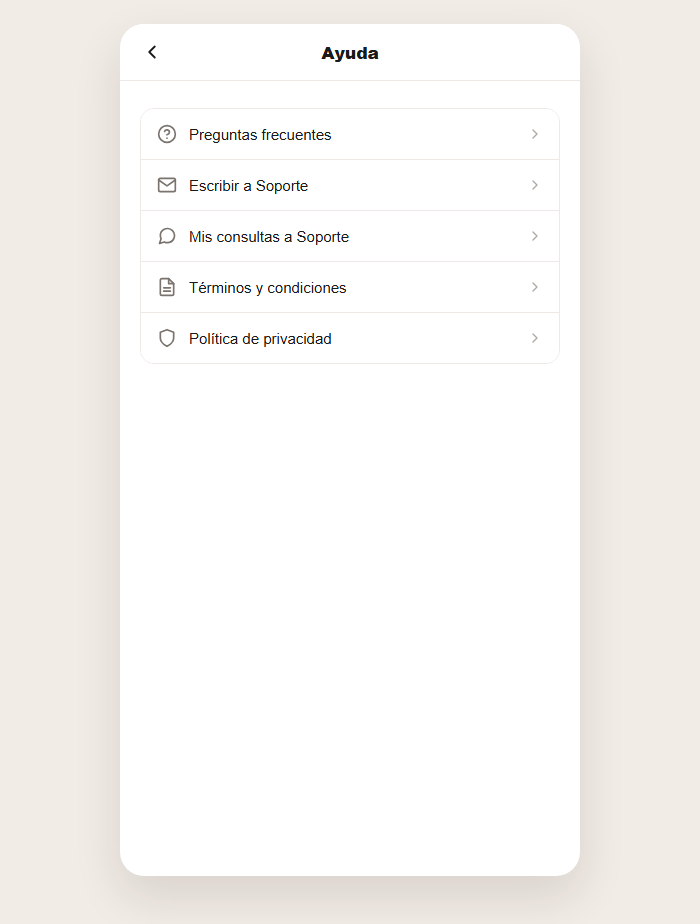 Ayuda
Preguntas frecuentes
Escribir a Soporte
Mis consultas a Soporte
Términos y condiciones
Política de privacidad